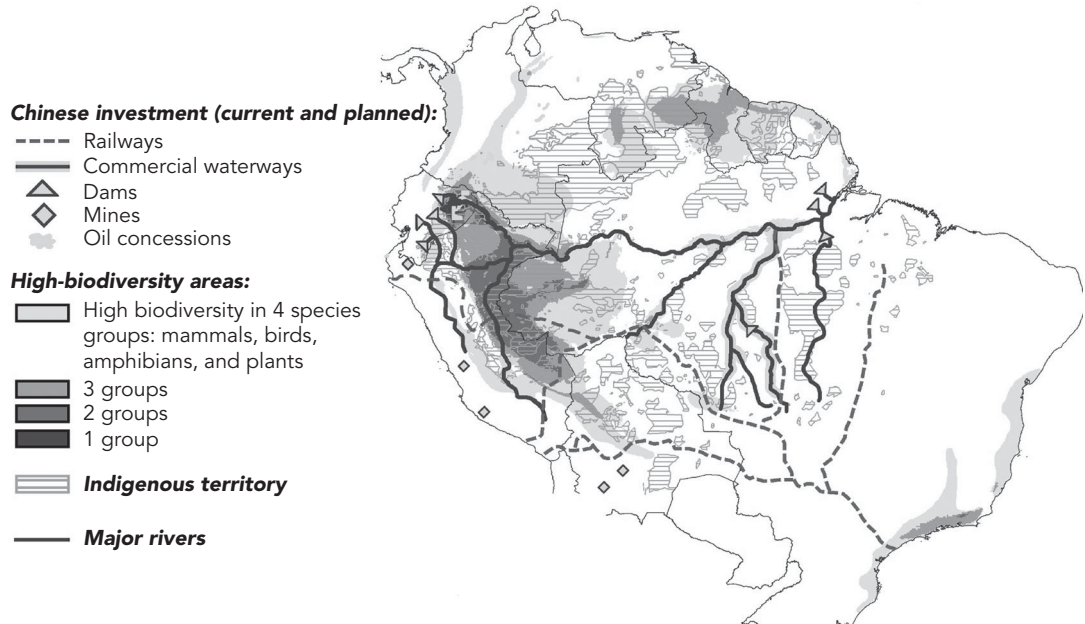 Chinese investment (current and planned):
Railways
Commercial waterways
Dams
Mines
Oil concessions
High-biodiversity areas:
High biodiversity in 4 species
groups: mammals, birds,
amphibians, and plants
3 groups
2 groups
1 group
Indigenous territory
Major rivers